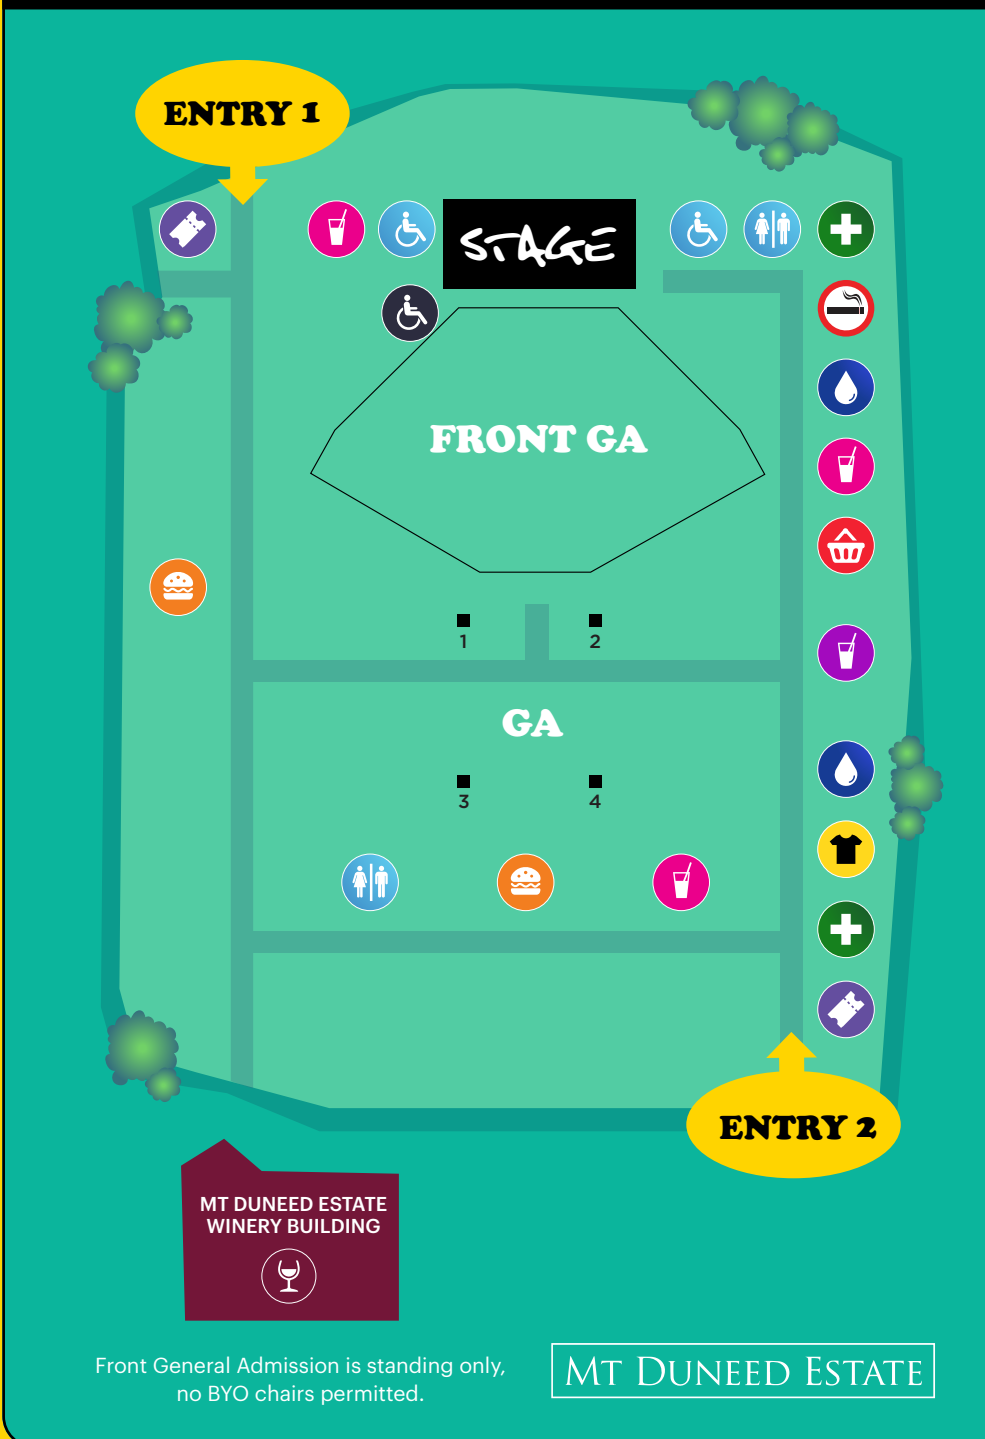 ENTRY 1
STAGE
FRONT GA
1
2
GA
3
4
ENTRY 2
MT DUNEED ESTATE
WINERY BUILDING
Front General Admission is standing only,
no BYO chairs permitted.
MT DUNEED ESTATE